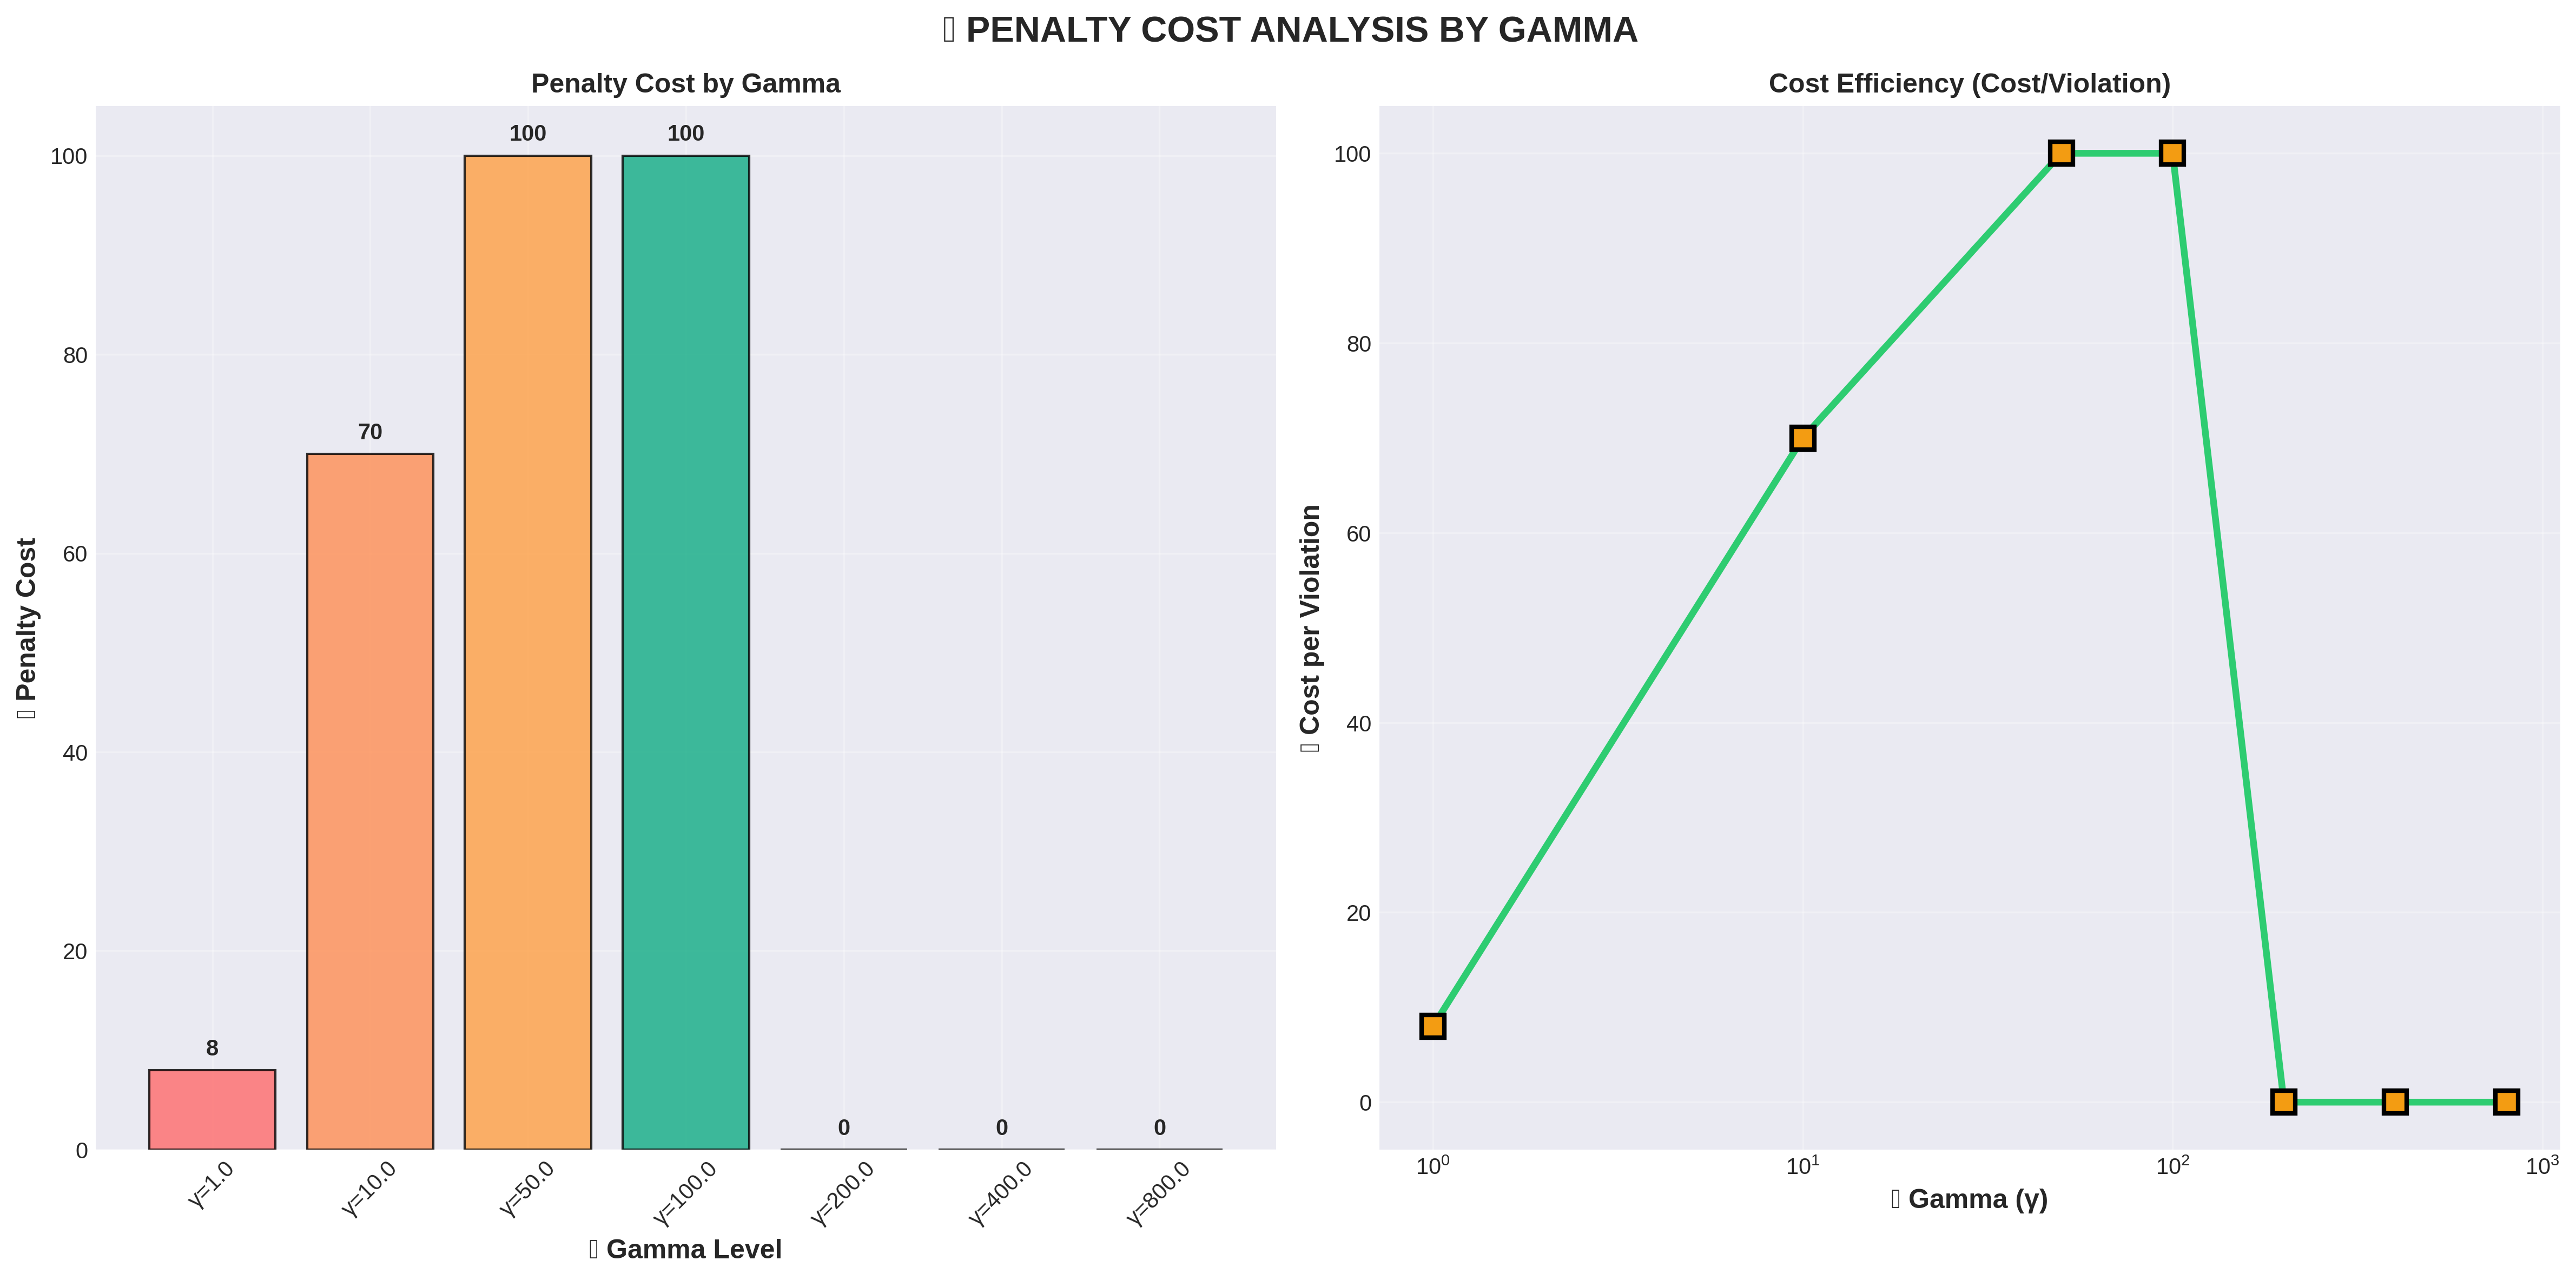 ▯ PENALTY COST ANALYSIS BY GAMMA
Penalty Cost by Gamma
▯ Penalty Cost
100
80
60
40
20
0
8
70
100
100
0
0
0
γ=1.0
γ=10.0
γ=50.0
γ=100.0
γ=200.0
γ=400.0
γ=800.0
▯ Gamma Level
Cost Efficiency (Cost/Violation)
▯ Cost per Violation
100
80
60
40
20
0
10⁰
10¹
10²
10³
▯ Gamma (γ)